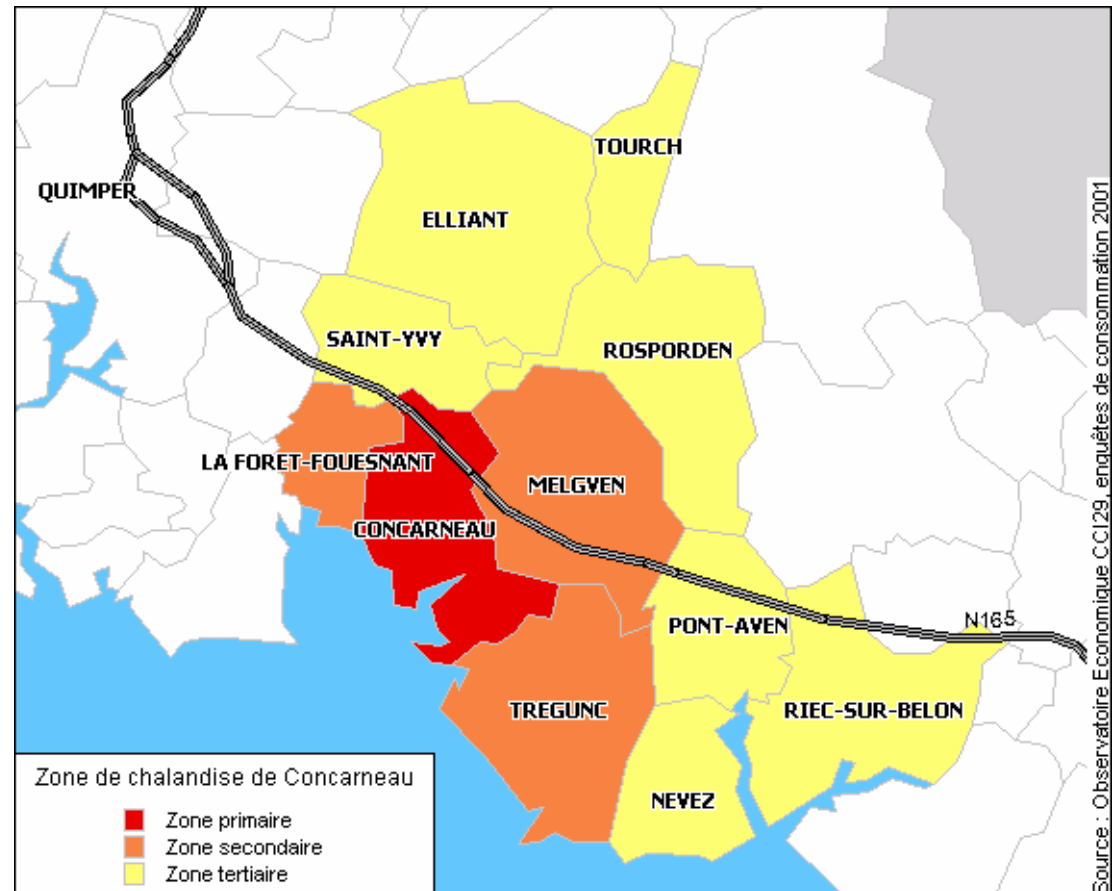 TOURCH
QUIMPER
ELLIANT
SAINT-YVY
ROSPORDEN
LA FORET-FOUESNANT
MELGVEN
CONCARNEAU
N165
PONT-AVEN
TREGUNC
RIEC-SUR-BELON
NEVEZ
Zone de chalandise de Concarneau
Zone primaire
Zone secondaire
Zone tertiaire
Source : Observatoire Economique CCI29, enquêtes de consommation 2001